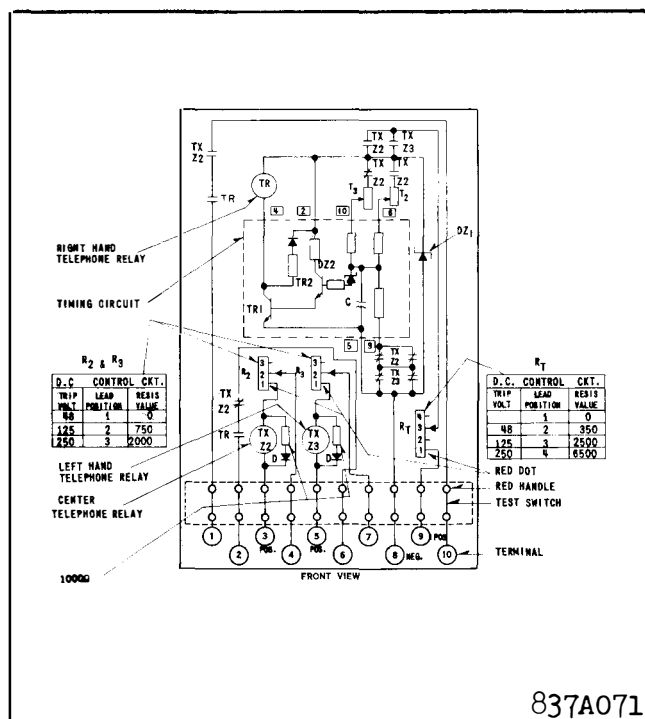 TX
Z2
TR
TX
Z2
TX
Z3
TX
Z2
TX
Z2
TR
T3
T2
4
2
10
6
DZ1
DZ2
TR2
TR1
C
RIGHT HAND
TELEPHONE RELAY
TIMING CIRCUIT
5
9
TX
Z2
TX
Z3
R2 & R3
D.C CONTROL CKT.
TRIP VOLT LEAD POSITION RESIS VALUE
48 1 0
125 2 750
250 3 2000
R2
3
2
1
R3
3
2
1
RT
D.C. CONTROL CKT.
TRIP VOLT LEAD POSITION RESIS VALUE
1 0
48 2 350
125 3 2500
250 4 6500
TX
Z2
TR
TX
Z2
D
TX
Z3
D
RT
4
3
2
1
LEFT HAND
TELEPHONE RELAY
CENTER
TELEPHONE RELAY
RED DOT
RED HANDLE
TEST SWITCH
1
3
5
7
9
POS.
POS.
POS
2
4
6
8
NEG.
10
TERMINAL
1000Ω
FRONT VIEW
837A071